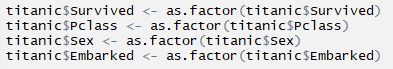 titanic$Survived <- as.factor(titanic$Survived)
titanic$Pclass <- as.factor(titanic$Pclass)
titanic$Sex <- as.factor(titanic$Sex)
titanic$Embarked <- as.factor(titanic$Embarked)